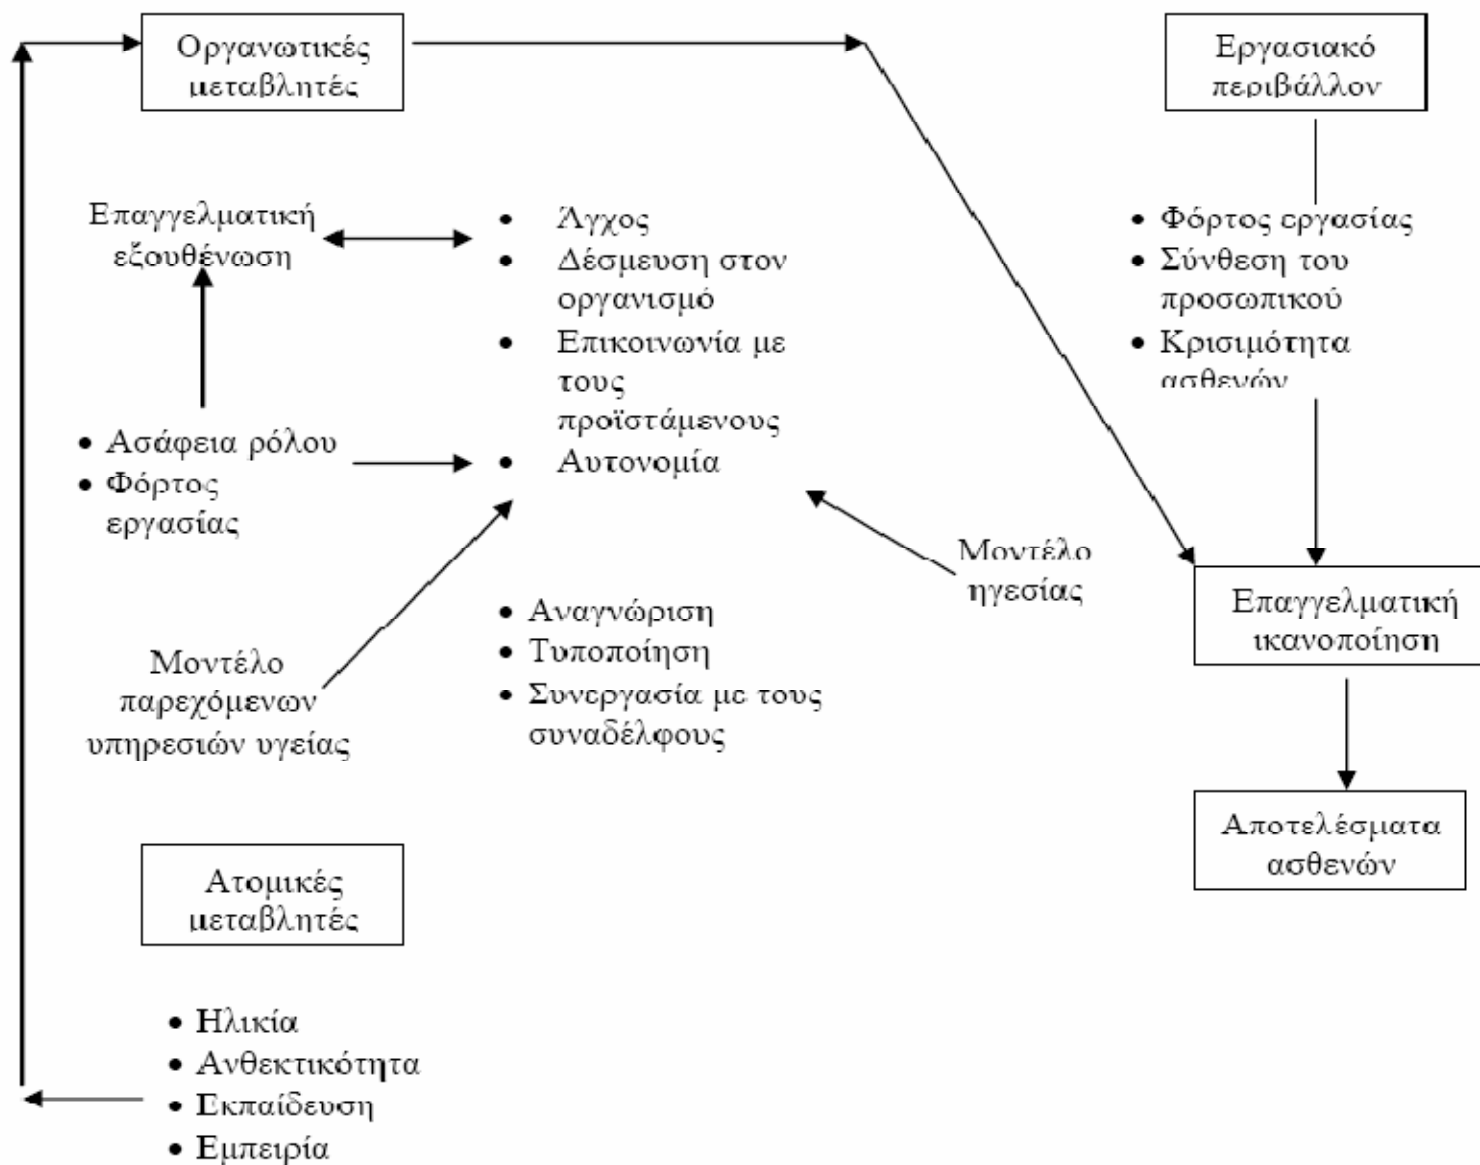 Οργανωτικές
μεταβλητές
Εργασιακό
περιβάλλον
Επαγγελματική
εξουθένωση
• Άγχος
• Δέσμευση στον
οργανισμό
• Επικοινωνία με
τους
προϊστάμενους
• Αυτονομία
• Φόρτος εργασίας
• Σύνθεση του
προσωπικού
• Κρισιμότητα
ασθενών
• Ασάφεια ρόλου
• Φόρτος
εργασίας
Μοντέλο
ηγεσίας
Επαγγελματική
ικανοποίηση
• Αναγνώριση
• Τυποποίηση
• Συνεργασία με τους
συναδέλφους
Μοντέλο
παρεχόμενων
υπηρεσιών υγείας
Αποτελέσματα
ασθενών
Ατομικές
μεταβλητές
• Ηλικία
• Ανθεκτικότητα
• Εκπαίδευση
• Εμπειρία